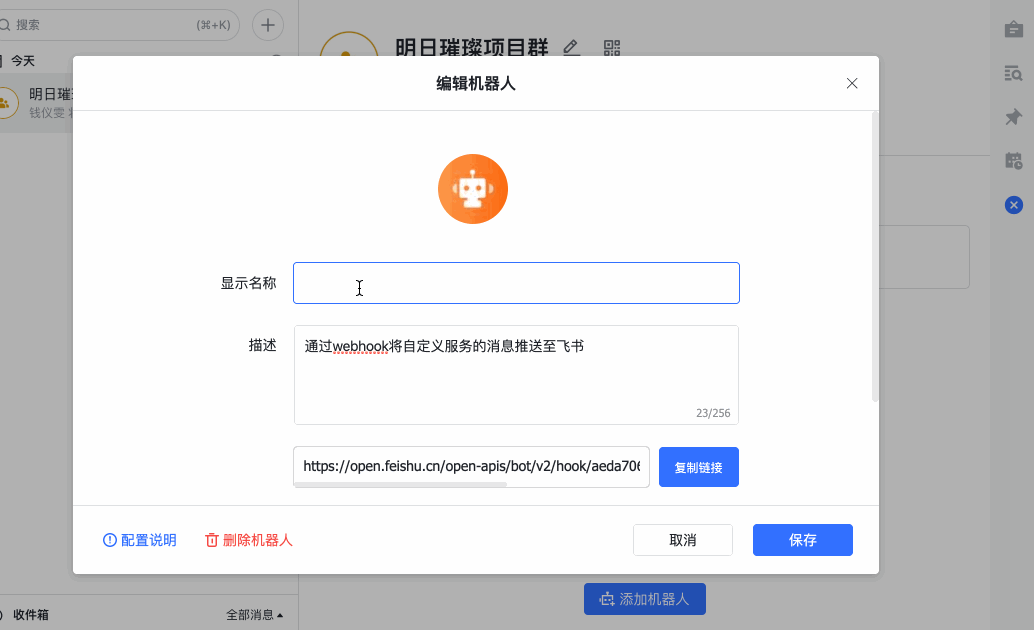 搜索 (⌘+K)
明日璀璨项目群
今天
明日璀
钱仪雯
编辑机器人
显示名称
描述
通过webhook将自定义服务的消息推送至飞书
23/256
https://open.feishu.cn/open-apis/bot/v2/hook/aeda706
复制链接
配置说明 删除机器人 取消 保存
添加机器人
收件箱 全部消息